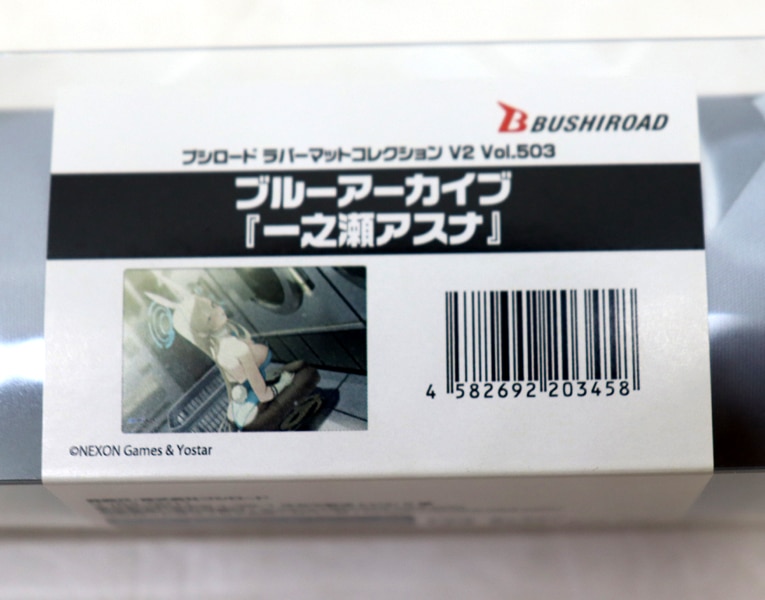 BUSHIROAD
ブシロード ラバーマットコレクション V2 Vol.503
ブルーアーカイブ
『一之瀬アスナ』
4 582692 203458
©NEXON Games & Yostar